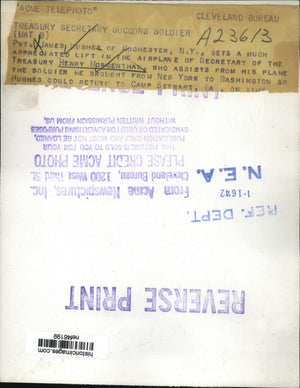 "ACME TELEPHOTO" CLEVELAND BUREAU
TREASURY SECRETARY SUCCORS SOLDIER
A23613
(MAT B)
PVT. JAMES HUGHES OF ROCHESTER, N.Y., GETS A MUCH
APPRECIATED LIFT IN THE AIRPLANE OF SECRETARY OF THE
TREASURY HENRY MORGENTHAU, WHO ASSISTS FROM HIS PLANE
THE SOLDIER HE BROUGHT FROM NEW YORK TO WASHINGTON SO
HUGHES COULD RETURN TO CAMP STEWART, GA., ON TIME.
THIS PICTURE IS SOLD TO YOU FOR YOUR
PUBLICATION ONLY AND MUST NOT BE LOANED,
SYNDICATED OR USED FOR ADVERTISING PURPOSES
WITHOUT WRITTEN PERMISSION FROM US.
PLEASE CREDIT ACME PHOTO
From Acme Newspictures, Inc.
Cleveland Bureau, 1200 West Third St.
N.E.A.
REF. DEPT.
REVERSE PRINT
historicimages.com